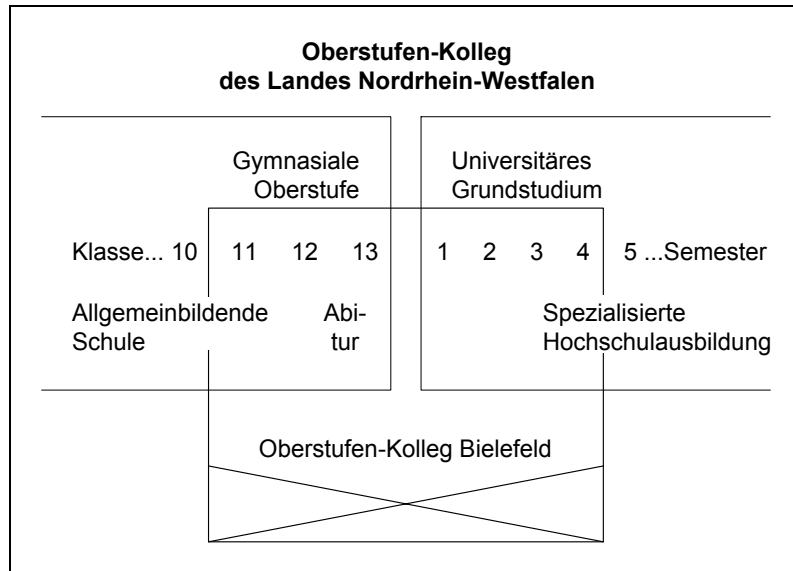 Oberstufen-Kolleg
des Landes Nordrhein-Westfalen
Gymnasiale
Oberstufe
Universitäres
Grundstudium
Klasse... 10 11 12 13 1 2 3 4 5 ...Semester
Allgemeinbildende
Schule
Abi-
tur
Spezialisierte
Hochschulausbildung
Oberstufen-Kolleg Bielefeld